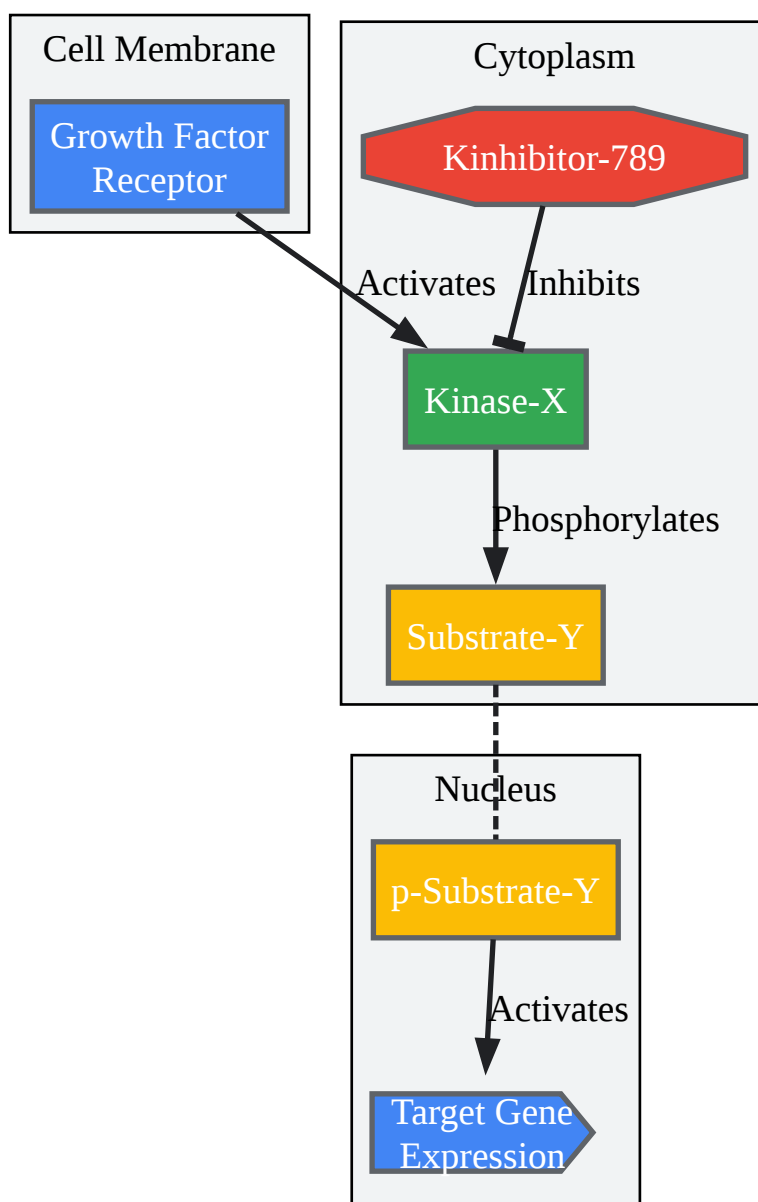 Cell Membrane
Growth Factor
Receptor
Cytoplasm
Kinhibitor-789
Activates
Inhibits
Kinase-X
Phosphorylates
Substrate-Y
Nucleus
p-Substrate-Y
Activates
Target Gene
Expression